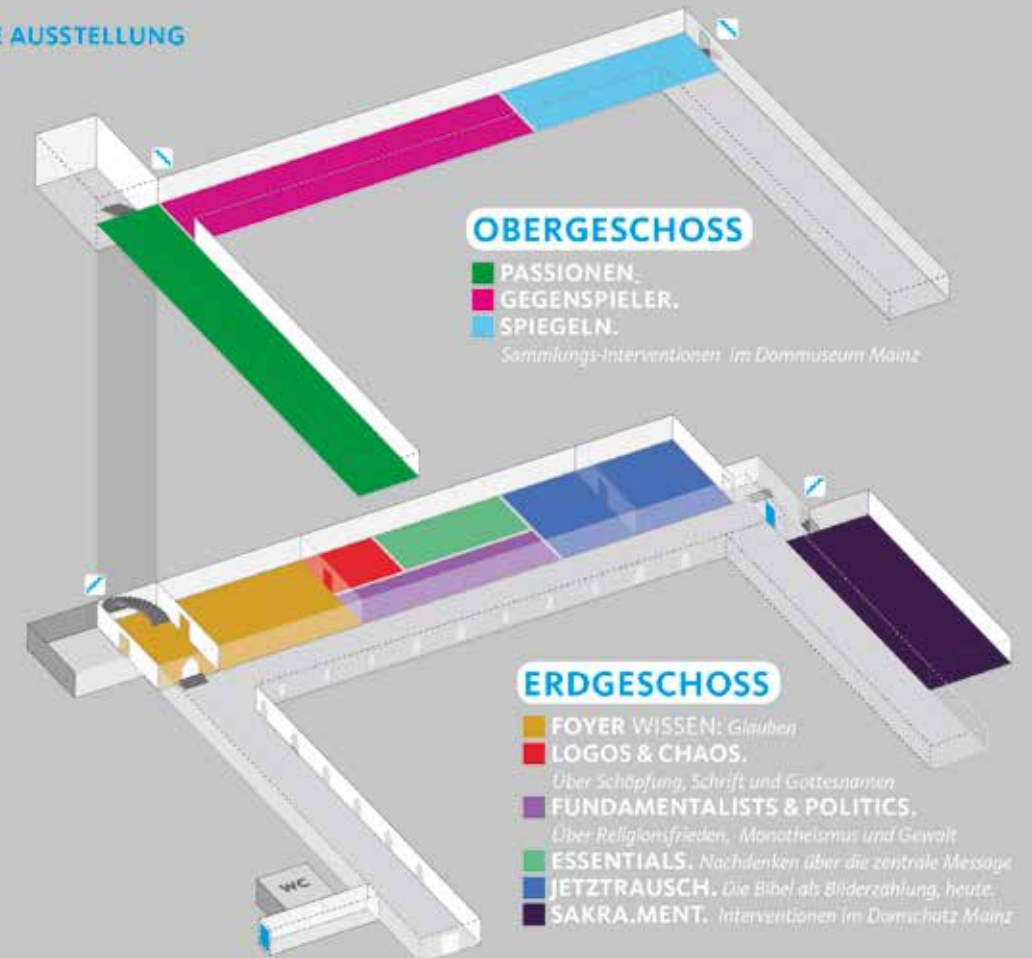 E AUSSTELLUNG
OBERGESCHOSS
PASSIONEN.
GEGENSPIELER.
SPIEGELN.
Sammlungs-Interventionen im Dommuseum Mainz
ERDGESCHOSS
FOYER WISSEN: Glauben
LOGOS & CHAOS.
Über Schöpfung, Schrift und Gottesnamen
FUNDAMENTALISTS & POLITICS.
Über Religionsfrieden, Monotheismus und Gewalt
ESSENTIALS. Nachdenken über die zentrale Message
JETZTRAUSCH. Die Bibel als Bilderzählung, heute.
SAKRA.MENT. Interventionen im Domschatz Mainz
WC